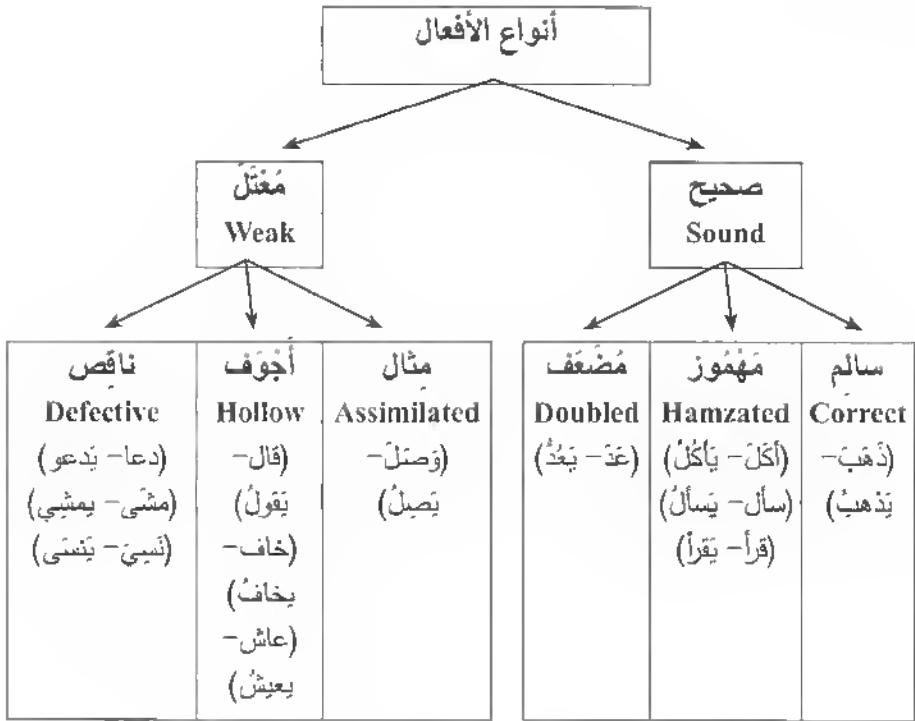 أنواع الأفعال
صحيح
Sound
مُعْتَلّ
Weak
سالِم
Correct
(ذَهَبَ-
يَذهبُ)
مَهْمُوز
Hamzated
(أكَلَ- يَأكُلُ)
(سأل- يَسألُ)
(قرأ- يَقرأ)
مُضَعَّف
Doubled
(عَدَّ- يَعُدُّ)
مِثال
Assimilated
(وَصَلَ-
يَصِلُ)
أجْوَف
Hollow
(قال-
يَقولُ)
(خاف-
يخافُ)
(عاش-
يعيشُ)
ناقِص
Defective
(دعا- يَدعو)
(مشَى- يمشِي)
(نَسِيَ- يَنسَى)